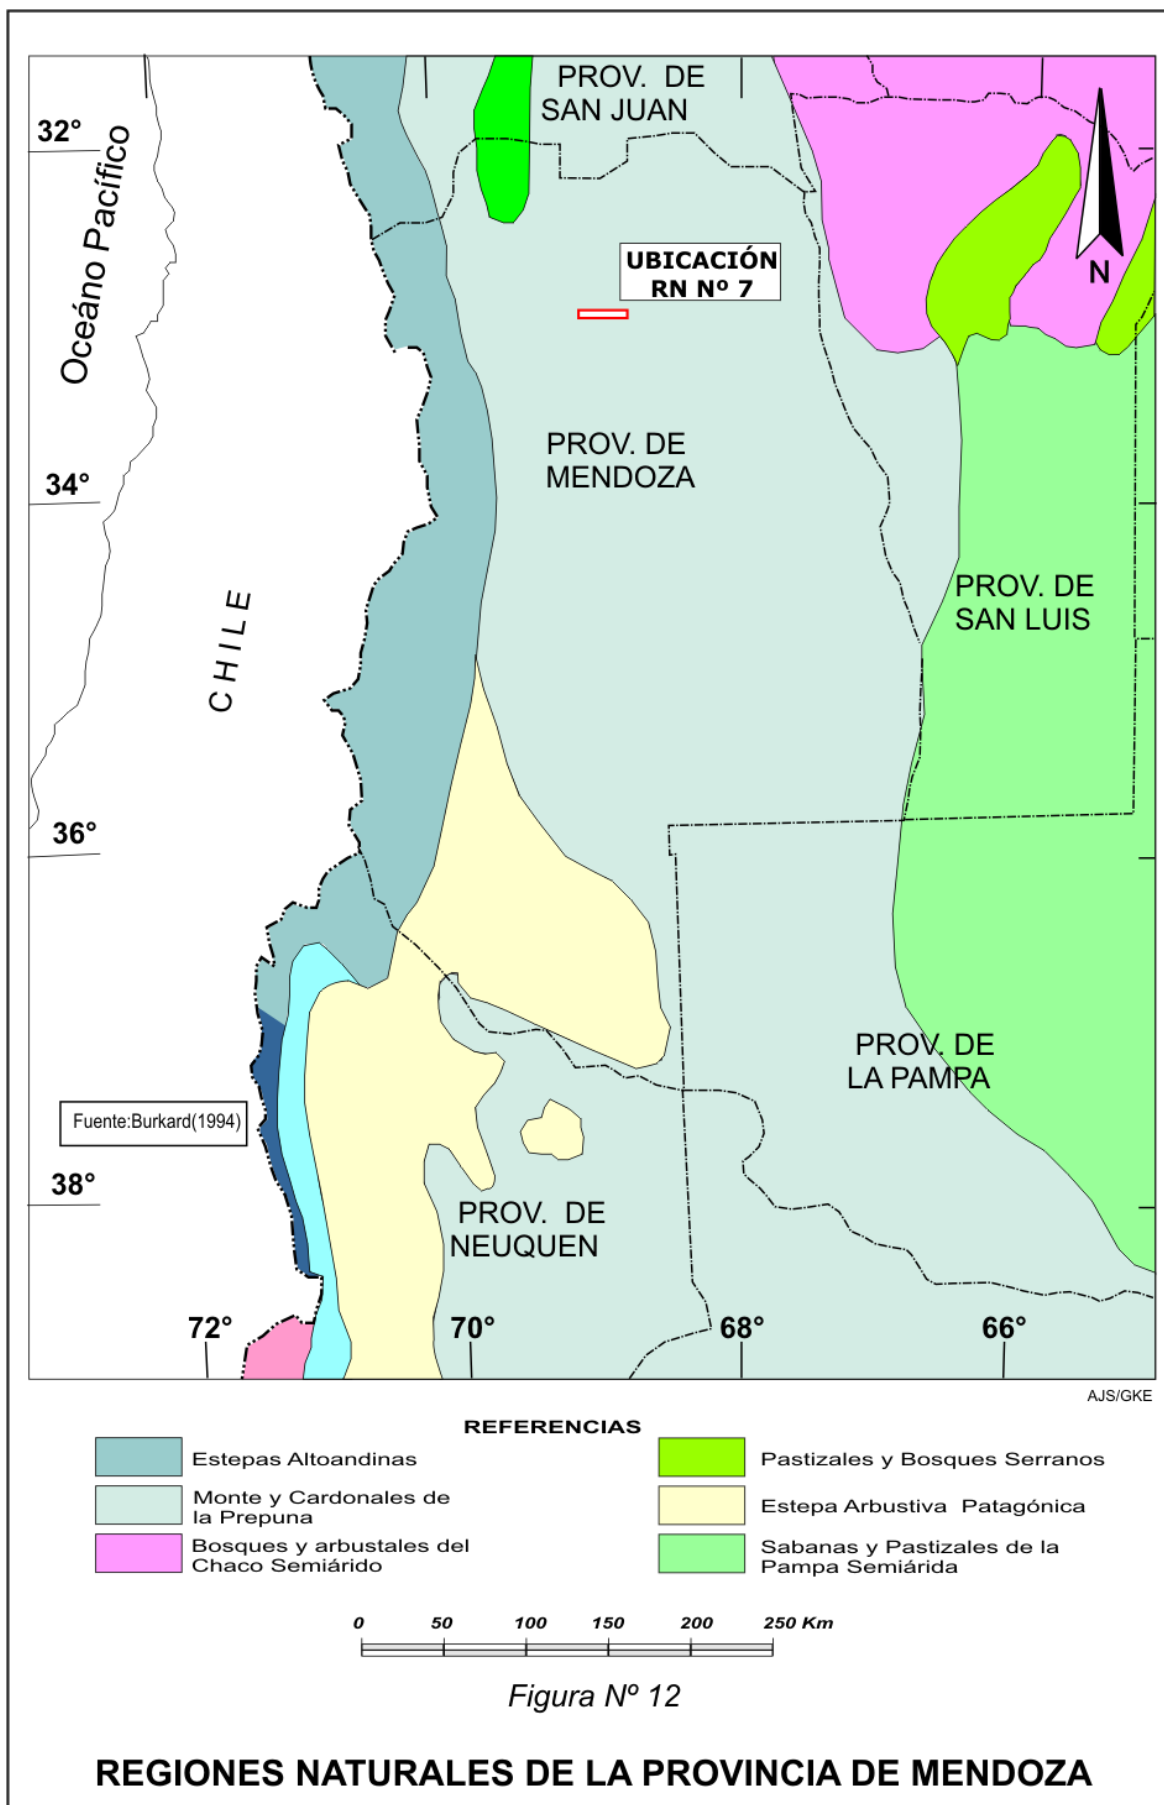 PROV. DE
SAN JUAN
32°
Oceáno Pacífico
N
UBICACIÓN
RN Nº 7
PROV. DE
MENDOZA
34°
PROV. DE
SAN LUIS
CHILE
36°
PROV. DE
LA PAMPA
Fuente:Burkard(1994)
38°
PROV. DE
NEUQUEN
72°
70°
68°
66°
AJS/GKE
REFERENCIAS
Estepas Altoandinas
Monte y Cardonales de
la Prepuna
Bosques y arbustales del
Chaco Semiárido
Pastizales y Bosques Serranos
Estepa Arbustiva Patagónica
Sabanas y Pastizales de la
Pampa Semiárida
0 50 100 150 200 250 Km
Figura Nº 12
REGIONES NATURALES DE LA PROVINCIA DE MENDOZA